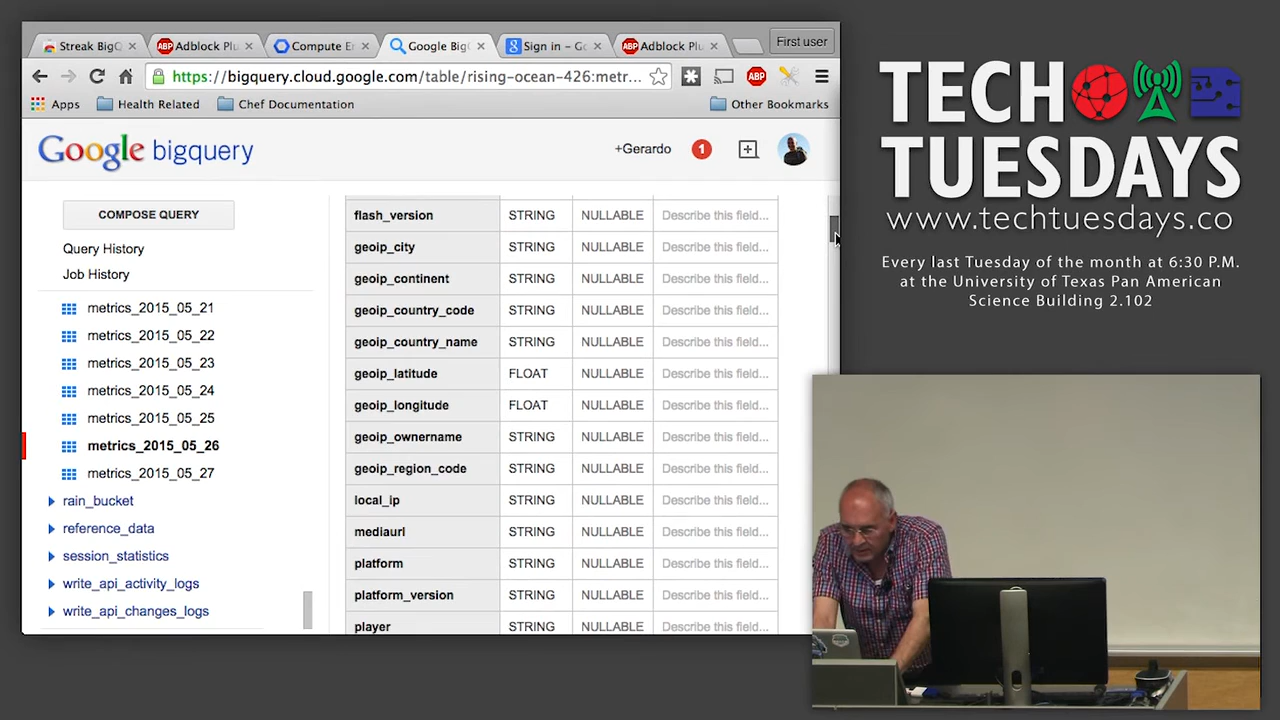 Streak BigQ
Adblock Plu
Compute E
Google BigQ
Sign in - Go
Adblock Plu
First user
https://bigquery.cloud.google.com/table/rising-ocean-426:metr...
ABP
Apps
Health Related
Chef Documentation
Other Bookmarks
Google bigquery
+Gerardo
1
COMPOSE QUERY
Query History
Job History
metrics_2015_05_21
metrics_2015_05_22
metrics_2015_05_23
metrics_2015_05_24
metrics_2015_05_25
metrics_2015_05_26
metrics_2015_05_27
rain_bucket
reference_data
session_statistics
write_api_activity_logs
write_api_changes_logs
flash_version STRING NULLABLE Describe this field...
geoip_city STRING NULLABLE Describe this field...
geoip_continent STRING NULLABLE Describe this field...
geoip_country_code STRING NULLABLE Describe this field...
geoip_country_name STRING NULLABLE Describe this field...
geoip_latitude FLOAT NULLABLE Describe this field...
geoip_longitude FLOAT NULLABLE Describe this field...
geoip_ownername STRING NULLABLE Describe this field...
geoip_region_code STRING NULLABLE Describe this field...
local_ip STRING NULLABLE Describe this field...
mediaurl STRING NULLABLE Describe this field...
platform STRING NULLABLE Describe this field...
platform_version STRING NULLABLE Describe this field...
player STRING NULLABLE Describe this field...
TECH
TUESDAYS
www.techtuesdays.co
Every last Tuesday of the month at 6:30 P.M.
at the University of Texas Pan American
Science Building 2.102